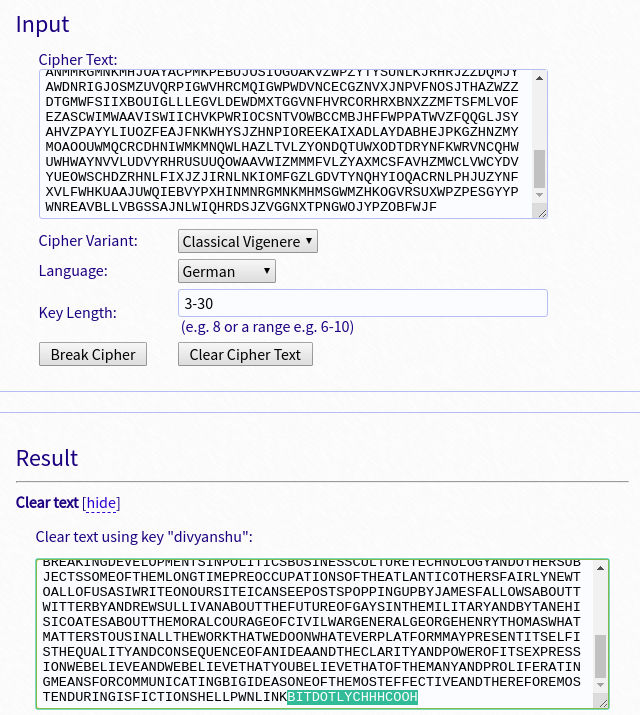 Input
Cipher Text:
ANMMRGMNKMHJOAYACPMKPEBUJUSIUGOAKVZWPZYTYSUNLKJRHRJZZDQMJY
AWDNRIGJOSMZUVQRPIGWVHRCMQIGWPWDVNCECGZNVXJNPVFNOSJTHAZWZZ
DTGMWFSIIXBOUIGLLLEGVLDEWDMXTGGVNFHVRCORHRXBNXZZMFTSFMLVOF
EZASCWIMWAAVISWIICHVKPWRIOCSNTVOWBCCMBJHFFWPPATWVZFQQGLJSY
AHVZPAYYLIUOZFEAJFNKWHYSJZHNPIOREEKAIXADLAYDABHEJPKGZHNZMY
MOAOOUWMQCRCDHNIWMKMNQWLHAZLTVLZYONDQTUWXODTDRYNFKWRVNCQHW
UWHWAYNVVLUDVYRHRUSUUQOWAAVWIZMMMFVLZYAXMCSFAVHZMWCLVWCYDV
YUEOWSCHDZRHNLFIXJZJIRNLNKIOMFGZLGDVTYNQHYIOQACRNLPHJUZYNF
XVLFWHKUAAJUWQIEBVYPXHINMNRGMNKMHMSGWMZHKOGVRSUXWPZPESGYYP
WNREAVBLLVBGSSAJNLWIQHRDSJZVGGNXTPNGWOJYPZOBFWJF
Cipher Variant: Classical Vigenere
Language: German
Key Length: 3-30
(e.g. 8 or a range e.g. 6-10)
Break Cipher Clear Cipher Text
Result
Clear text [hide]
Clear text using key "divyanshu":
BREAKINGDEVELOPMENTSINPOLITICSBUSINESSCULTURETECHNOLOGYANDOTHERSUB
JECTSSOMEOFTHEMLONGTIMEPREOCCUPATIONSOFTHEATLANTICOTHERSFAIRLYNEWT
OALLOFUSASIWRITEONOURSITEICANSEEPOSTSPOPPINGUPBYJAMESFALLOWSABOUTT
WITTERBYANDREWSULLIVANABOUTTHEFUTUREOFGAYSINTHEMILITARYANDBYTANEHI
SICOATESABOUTTHEMORALCOURAGEOFCIVILWARGENERALGEORGEHENRYTHOMASWHAT
MATTERSTOUSINALLTHEWORKTHATWEDOONWHATEVERPLATFORMMAYPRESENTITSELFI
STHEQUALITYANDCONSEQUENCEOFANIDEAANDTHECLARITYANDPOWEROFITSEXPRESS
IONWEBELIEVEANDWEBELIEVETHATYOUBELIEVETHATOFTHEMANYANDPROLIFERATIN
GMEANSFORCOMMUNICATINGBIGIDEASONEOFTHEMOSTEFFECTIVEANDTHEREFOREMOS
TENDURINGISFICTIONSHELLPWNLINKBITDOTLYCHHHCOOH